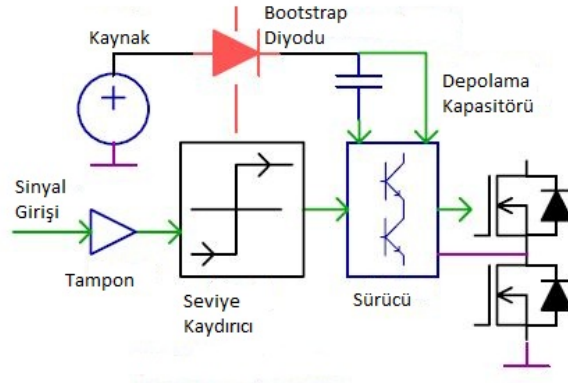 Bootstrap
Diyodu
Kaynak
Depolama
Kapasitörü
Sinyal
Girişi
Tampon
Seviye
Kaydırıcı
Sürücü